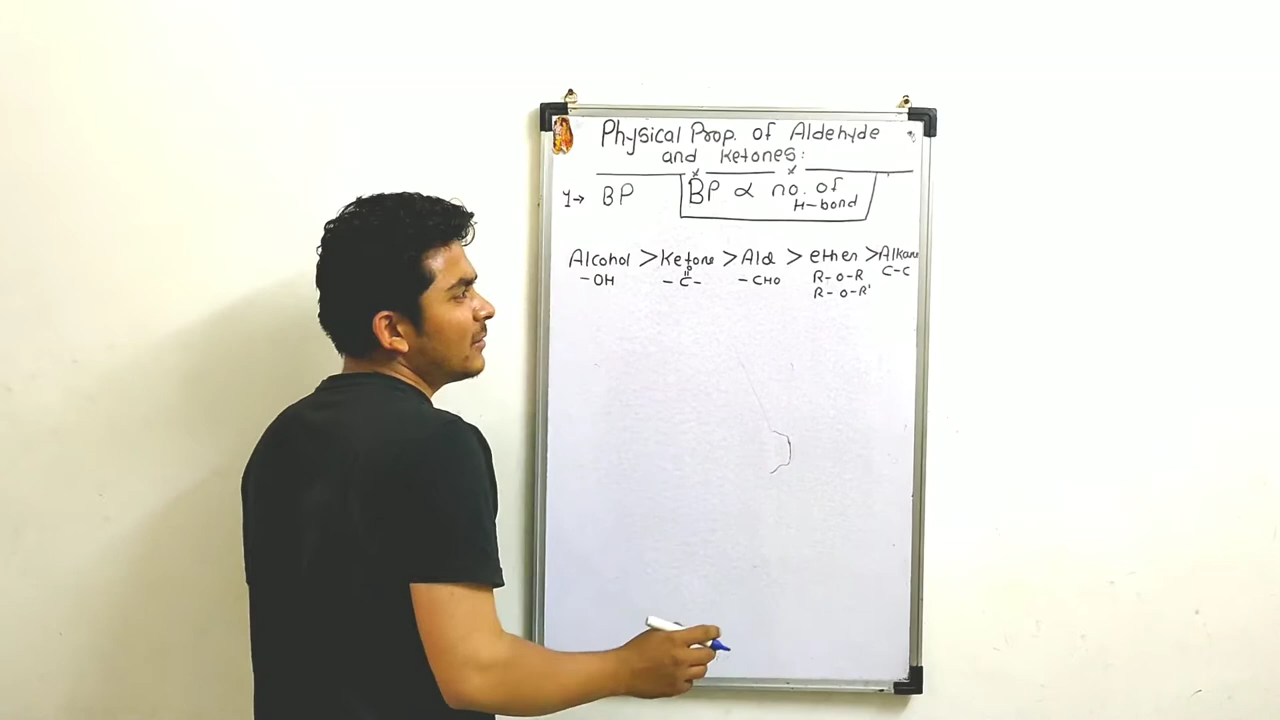 Physical Prop. of Aldehyde
and Ketones:
1→ BP BP ∝ no. of
H-bond
Alcohol > Ketone > Ald > ether > Alkane
-OH -C- -CHO R-O-R C-C
O
R-O-R'